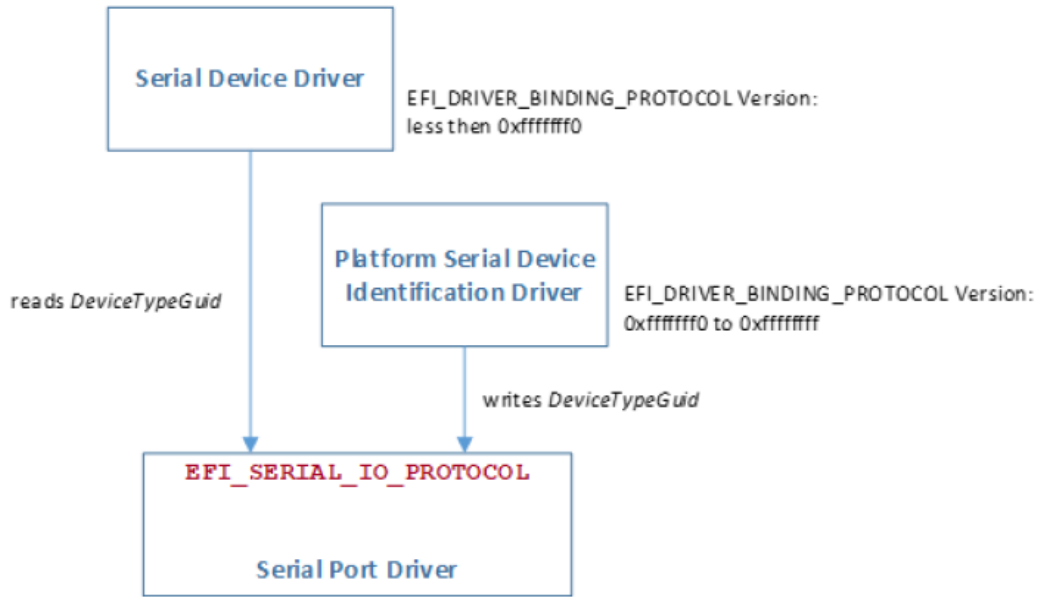 Serial Device Driver
EFI_DRIVER_BINDING_PROTOCOL Version:
less then 0xfffffff0
Platform Serial Device
Identification Driver
EFI_DRIVER_BINDING_PROTOCOL Version:
0xfffffff0 to 0xffffffff
reads DeviceTypeGuid
writes DeviceTypeGuid
EFI_SERIAL_IO_PROTOCOL
Serial Port Driver